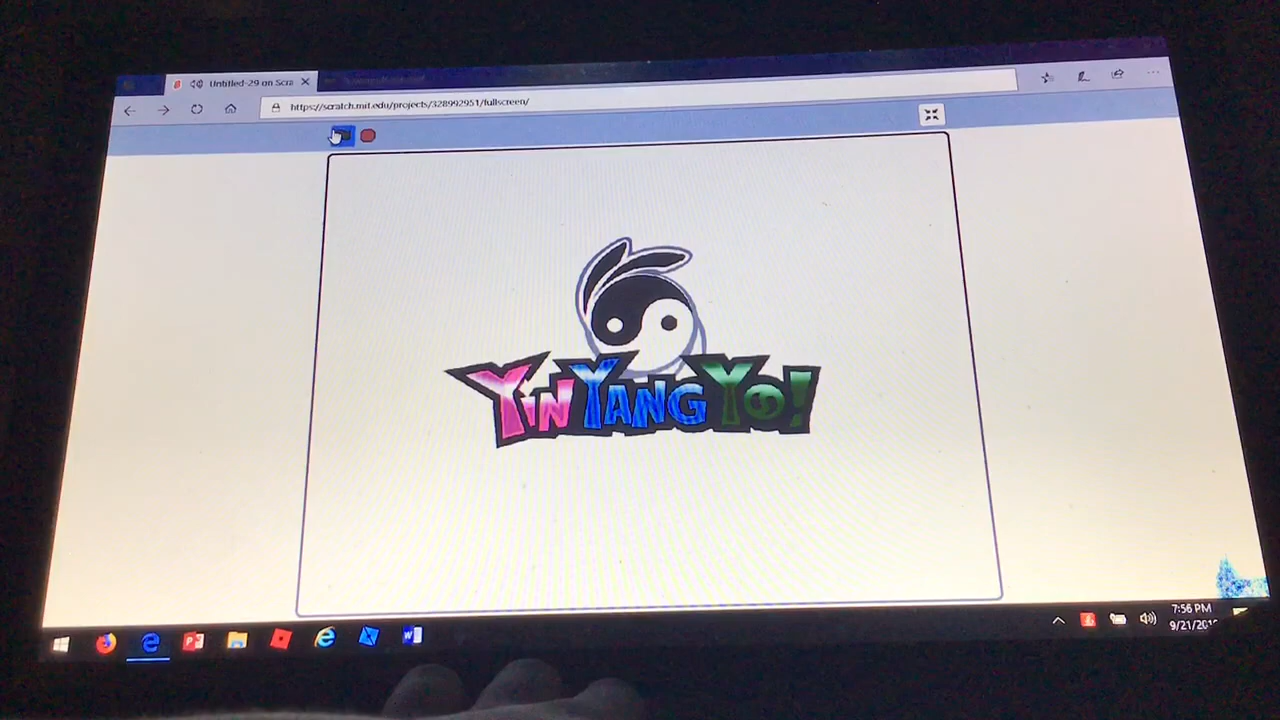 Untitled-29 on Scra
https://scratch.mit.edu/projects/328992951/fullscreen/
YIN YANG YO!
7:56 PM